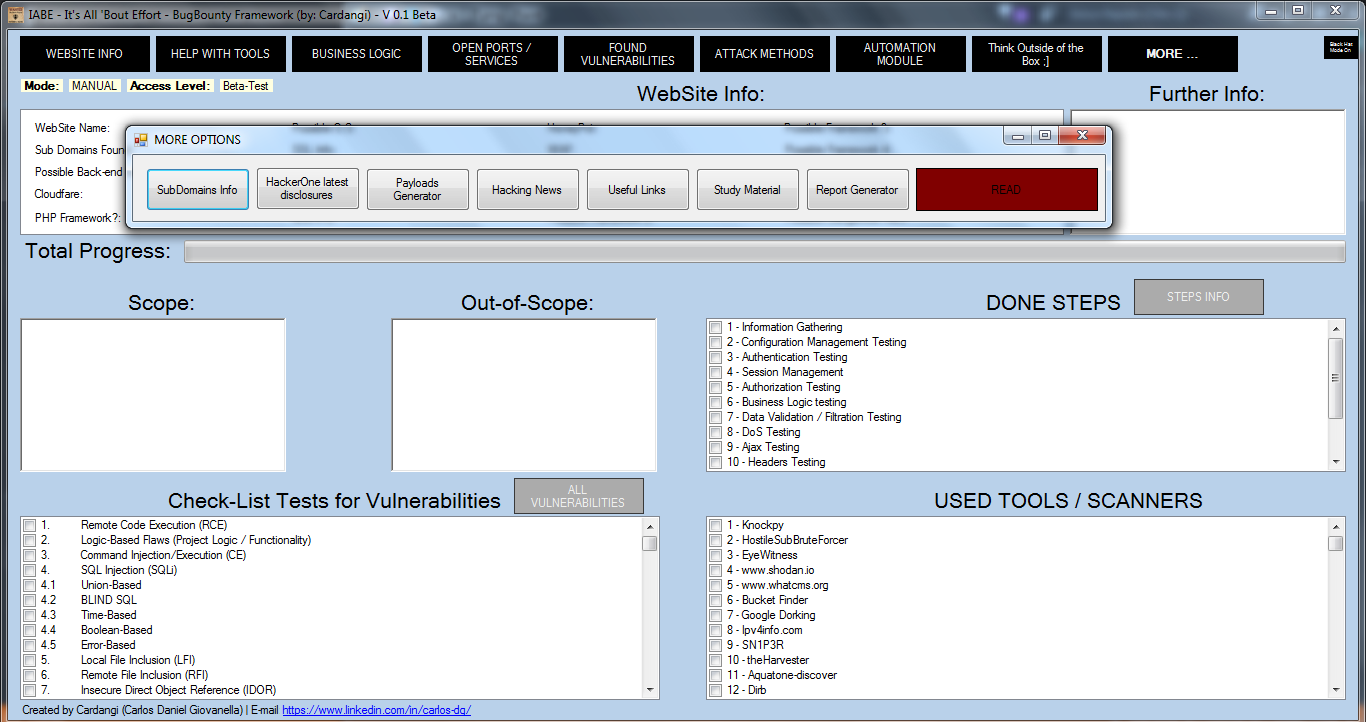 IABE - It's All 'Bout Effort - BugBounty Framework (by: Cardangi) - V 0.1 Beta
WEBSITE INFO
HELP WITH TOOLS
BUSINESS LOGIC
OPEN PORTS /
SERVICES
FOUND
VULNERABILITIES
ATTACK METHODS
AUTOMATION
MODULE
Think Outside of the
Box ;]
MORE ...
Black Hat
Mode On
Mode: MANUAL Access Level: Beta-Test
WebSite Info:
Further Info:
WebSite Name:
Sub Domains Foun
Possible Back-end
Cloudfare:
PHP Framework?:
MORE OPTIONS
SubDomains Info
HackerOne latest
disclosures
Payloads
Generator
Hacking News
Useful Links
Study Material
Report Generator
READ
Total Progress:
Scope:
Out-of-Scope:
DONE STEPS
STEPS INFO
1 - Information Gathering
2 - Configuration Management Testing
3 - Authentication Testing
4 - Session Management
5 - Authorization Testing
6 - Business Logic testing
7 - Data Validation / Filtration Testing
8 - DoS Testing
9 - Ajax Testing
10 - Headers Testing
Check-List Tests for Vulnerabilities
ALL
VULNERABILITIES
1. Remote Code Execution (RCE)
2. Logic-Based Flaws (Project Logic / Functionality)
3. Command Injection/Execution (CE)
4. SQL Injection (SQLi)
4.1 Union-Based
4.2 BLIND SQL
4.3 Time-Based
4.4 Boolean-Based
4.5 Error-Based
5. Local File Inclusion (LFI)
6. Remote File Inclusion (RFI)
7. Insecure Direct Object Reference (IDOR)
USED TOOLS / SCANNERS
1 - Knockpy
2 - HostileSubBruteForcer
3 - EyeWitness
4 - www.shodan.io
5 - www.whatcms.org
6 - Bucket Finder
7 - Google Dorking
8 - Ipv4info.com
9 - SN1P3R
10 - theHarvester
11 - Aquatone-discover
12 - Dirb
Created by Cardangi (Carlos Daniel Giovanella) | E-mail https://www.linkedin.com/in/carlos-dg/